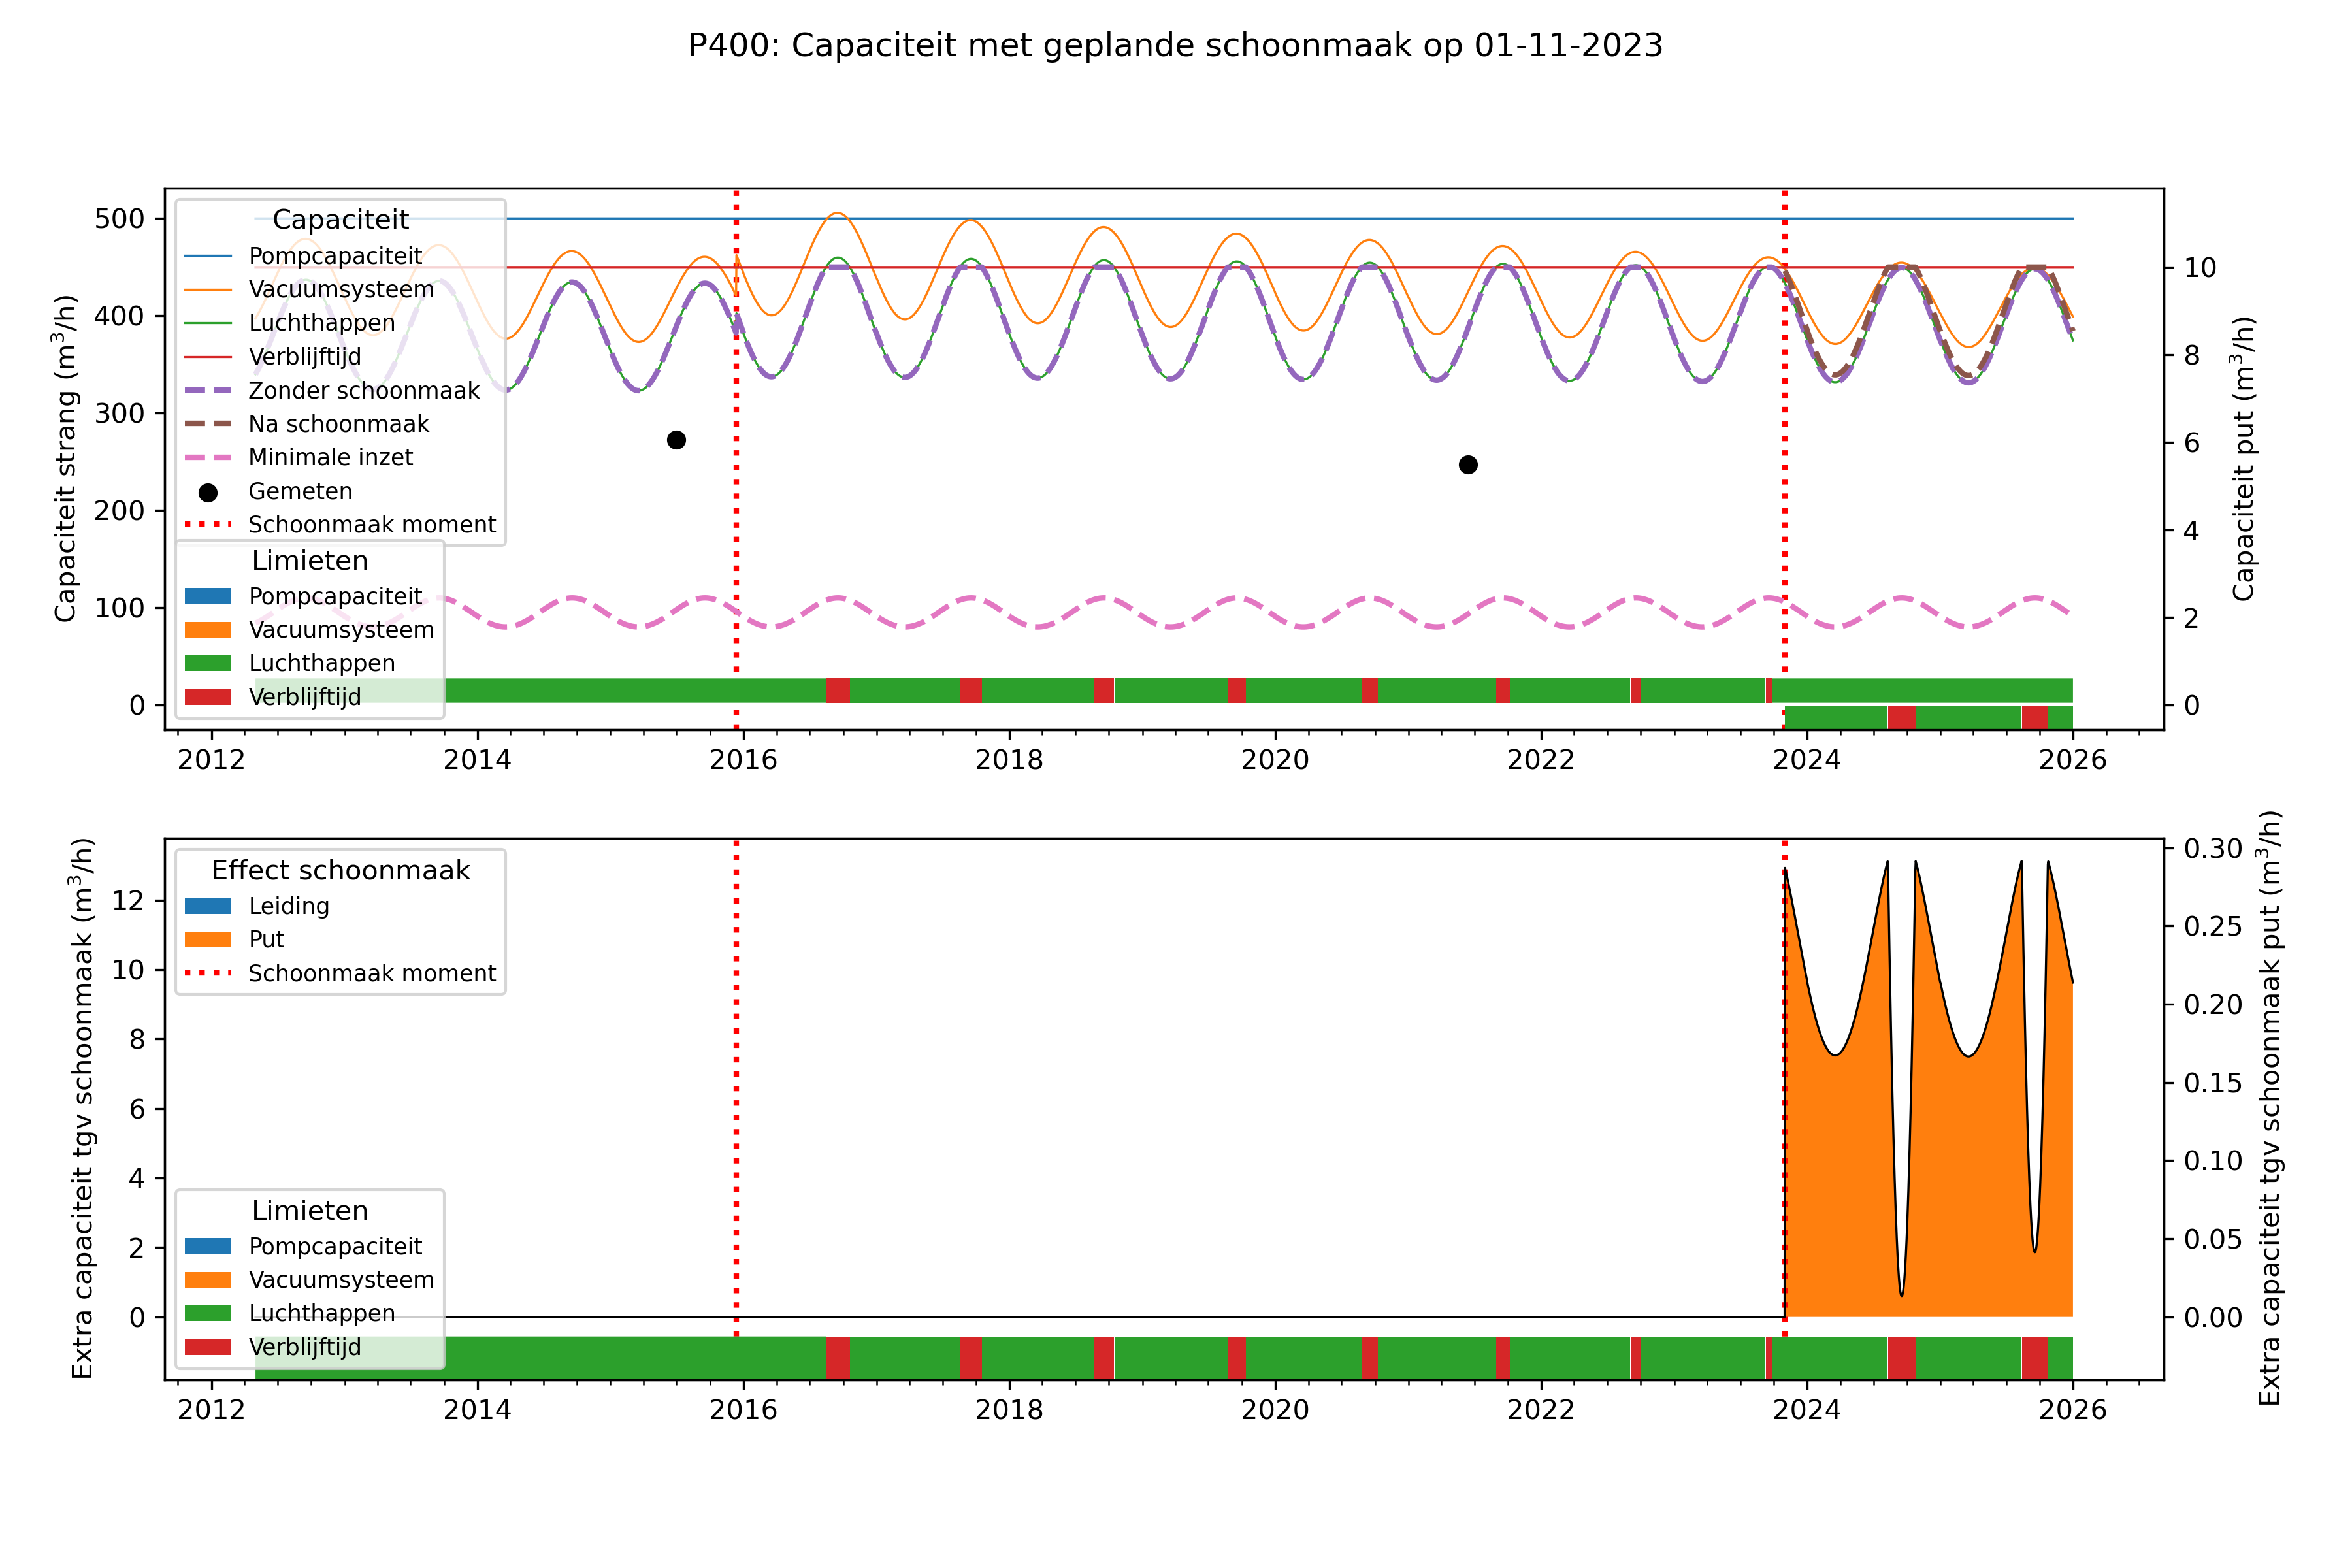 P400: Capaciteit met geplande schoonmaak op 01-11-2023
Capaciteit strang (m³/h)
500
400
300
200
100
0
Capaciteit
Pompcapaciteit
Vacuumsysteem
Luchthappen
Verblijftijd
Zonder schoonmaak
Na schoonmaak
Minimale inzet
Gemeten
Schoonmaak moment
Limieten
Pompcapaciteit
Vacuumsysteem
Luchthappen
Verblijftijd
10
8
6
4
2
0
Capaciteit put (m³/h)
2012 2014 2016 2018 2020 2022 2024 2026
Extra capaciteit tgv schoonmaak (m³/h)
12
10
8
6
4
2
0
Effect schoonmaak
Leiding
Put
Schoonmaak moment
Limieten
Pompcapaciteit
Vacuumsysteem
Luchthappen
Verblijftijd
0.30
0.25
0.20
0.15
0.10
0.05
0.00
Extra capaciteit tgv schoonmaak put (m³/h)
2012 2014 2016 2018 2020 2022 2024 2026